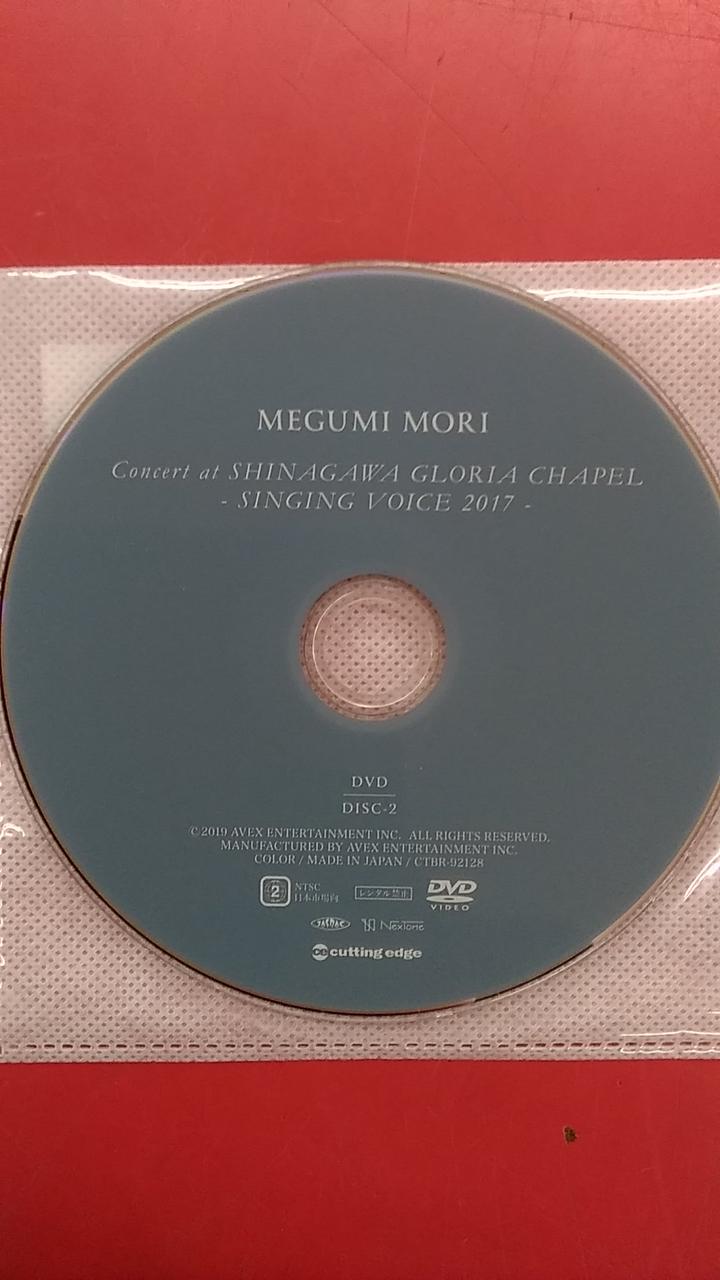 MEGUMI MORI
Concert at SHINAGAWA GLORIA CHAPEL
- SINGING VOICE 2017 -
DVD
DISC-2
©2019 AVEX ENTERTAINMENT INC. ALL RIGHTS RESERVED.
MANUFACTURED BY AVEX ENTERTAINMENT INC.
COLOR / MADE IN JAPAN / CTBR-92128
2 NTSC
日本市場向
レンタル禁止
DVD
VIDEO
JASRAC
NexTone
ce cutting edge